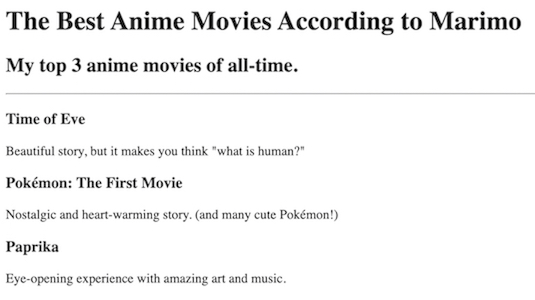 The Best Anime Movies According to Marimo
My top 3 anime movies of all-time.
Time of Eve
Beautiful story, but it makes you think "what is human?"
Pokémon: The First Movie
Nostalgic and heart-warming story. (and many cute Pokémon!)
Paprika
Eye-opening experience with amazing art and music.